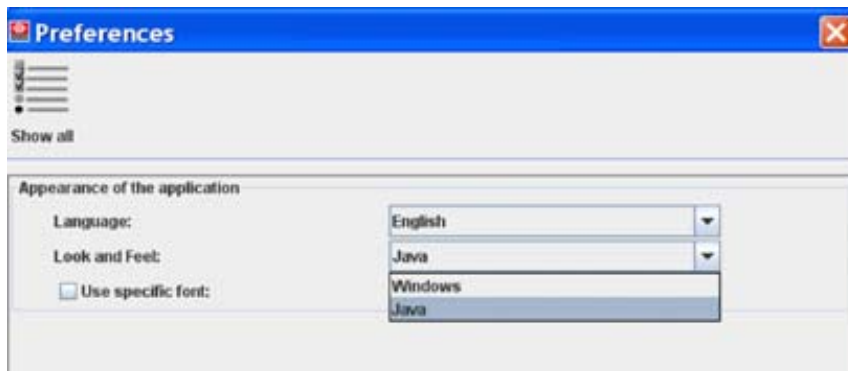 Preferences
Show all
Appearance of the application
Language: English
Look and Feel: Java
Use specific font: Windows
Java